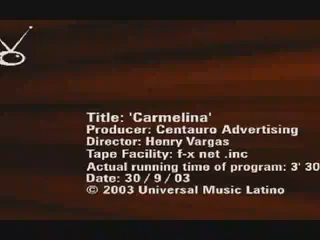 Title: 'Carmelina'
Producer: Centauro Advertising
Director: Henry Vargas
Tape Facility: f-x net .inc
Actual running time of program: 3' 30
Date: 30 / 9 / 03
© 2003 Universal Music Latino